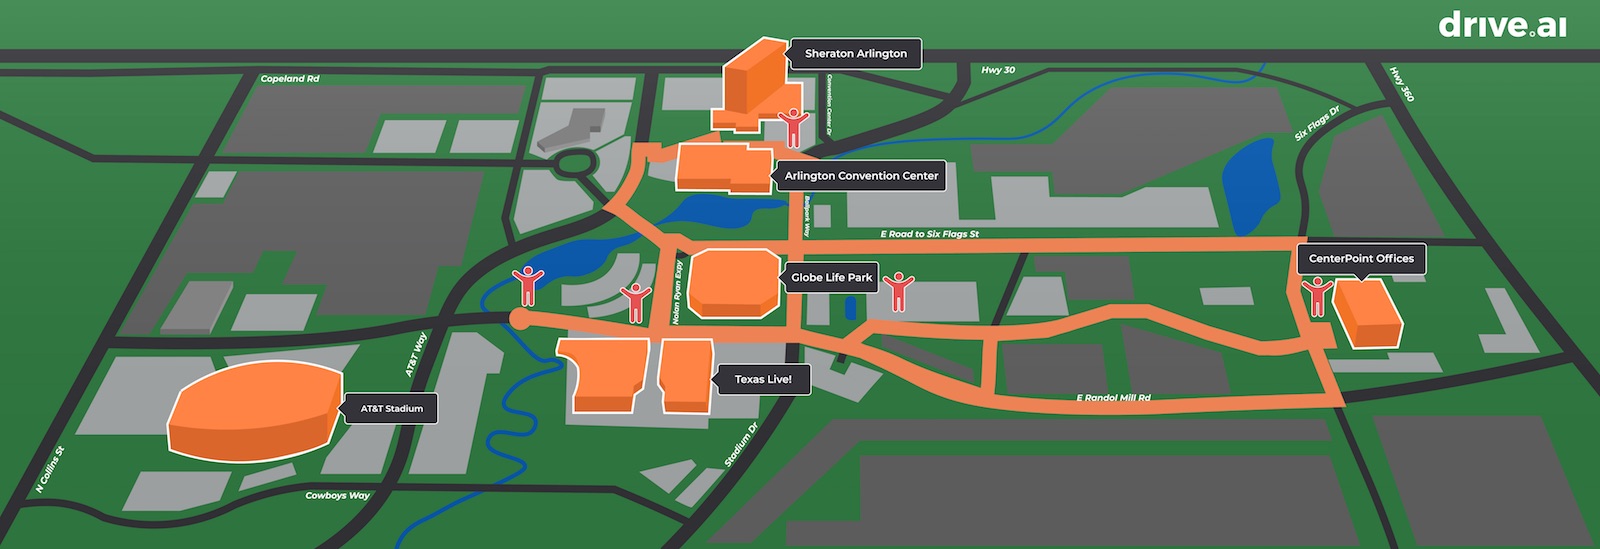 drive.ai
Sheraton Arlington
Copeland Rd
Hwy 30
Hwy 360
Convention Center Dr
Six Flags Dr
Arlington Convention Center
Ballpark Way
E Road to Six Flags St
CenterPoint Offices
Globe Life Park
Nolan Ryan Expy
AT&T Way
Texas Live!
E Randol Mill Rd
AT&T Stadium
Stadium Dr
N Collins St
Cowboys Way